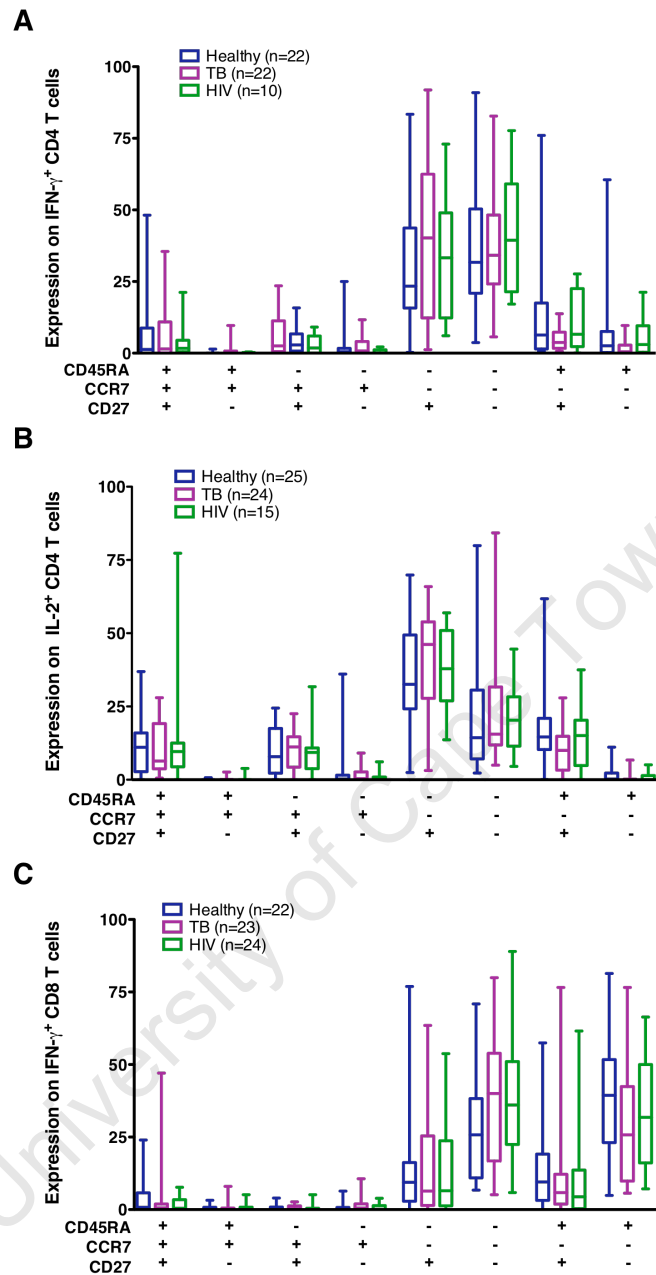 A
Healthy (n=22)
TB (n=22)
HIV (n=10)
Expression on IFN-γ+ CD4 T cells
100
75
50
25
0
CD45RA + + - - - - + +
CCR7 + + + + - - - -
CD27 + - + - + - + -
B
Healthy (n=25)
TB (n=24)
HIV (n=15)
Expression on IL-2+ CD4 T cells
100
75
50
25
0
CD45RA + + - - - - + +
CCR7 + + + + - - - -
CD27 + - + - + - + -
C
Healthy (n=22)
TB (n=23)
HIV (n=24)
Expression on IFN-γ+ CD8 T cells
100
75
50
25
0
CD45RA + + - - - - + +
CCR7 + + + + - - - -
CD27 + - + - + - + -
University of Cape Tow